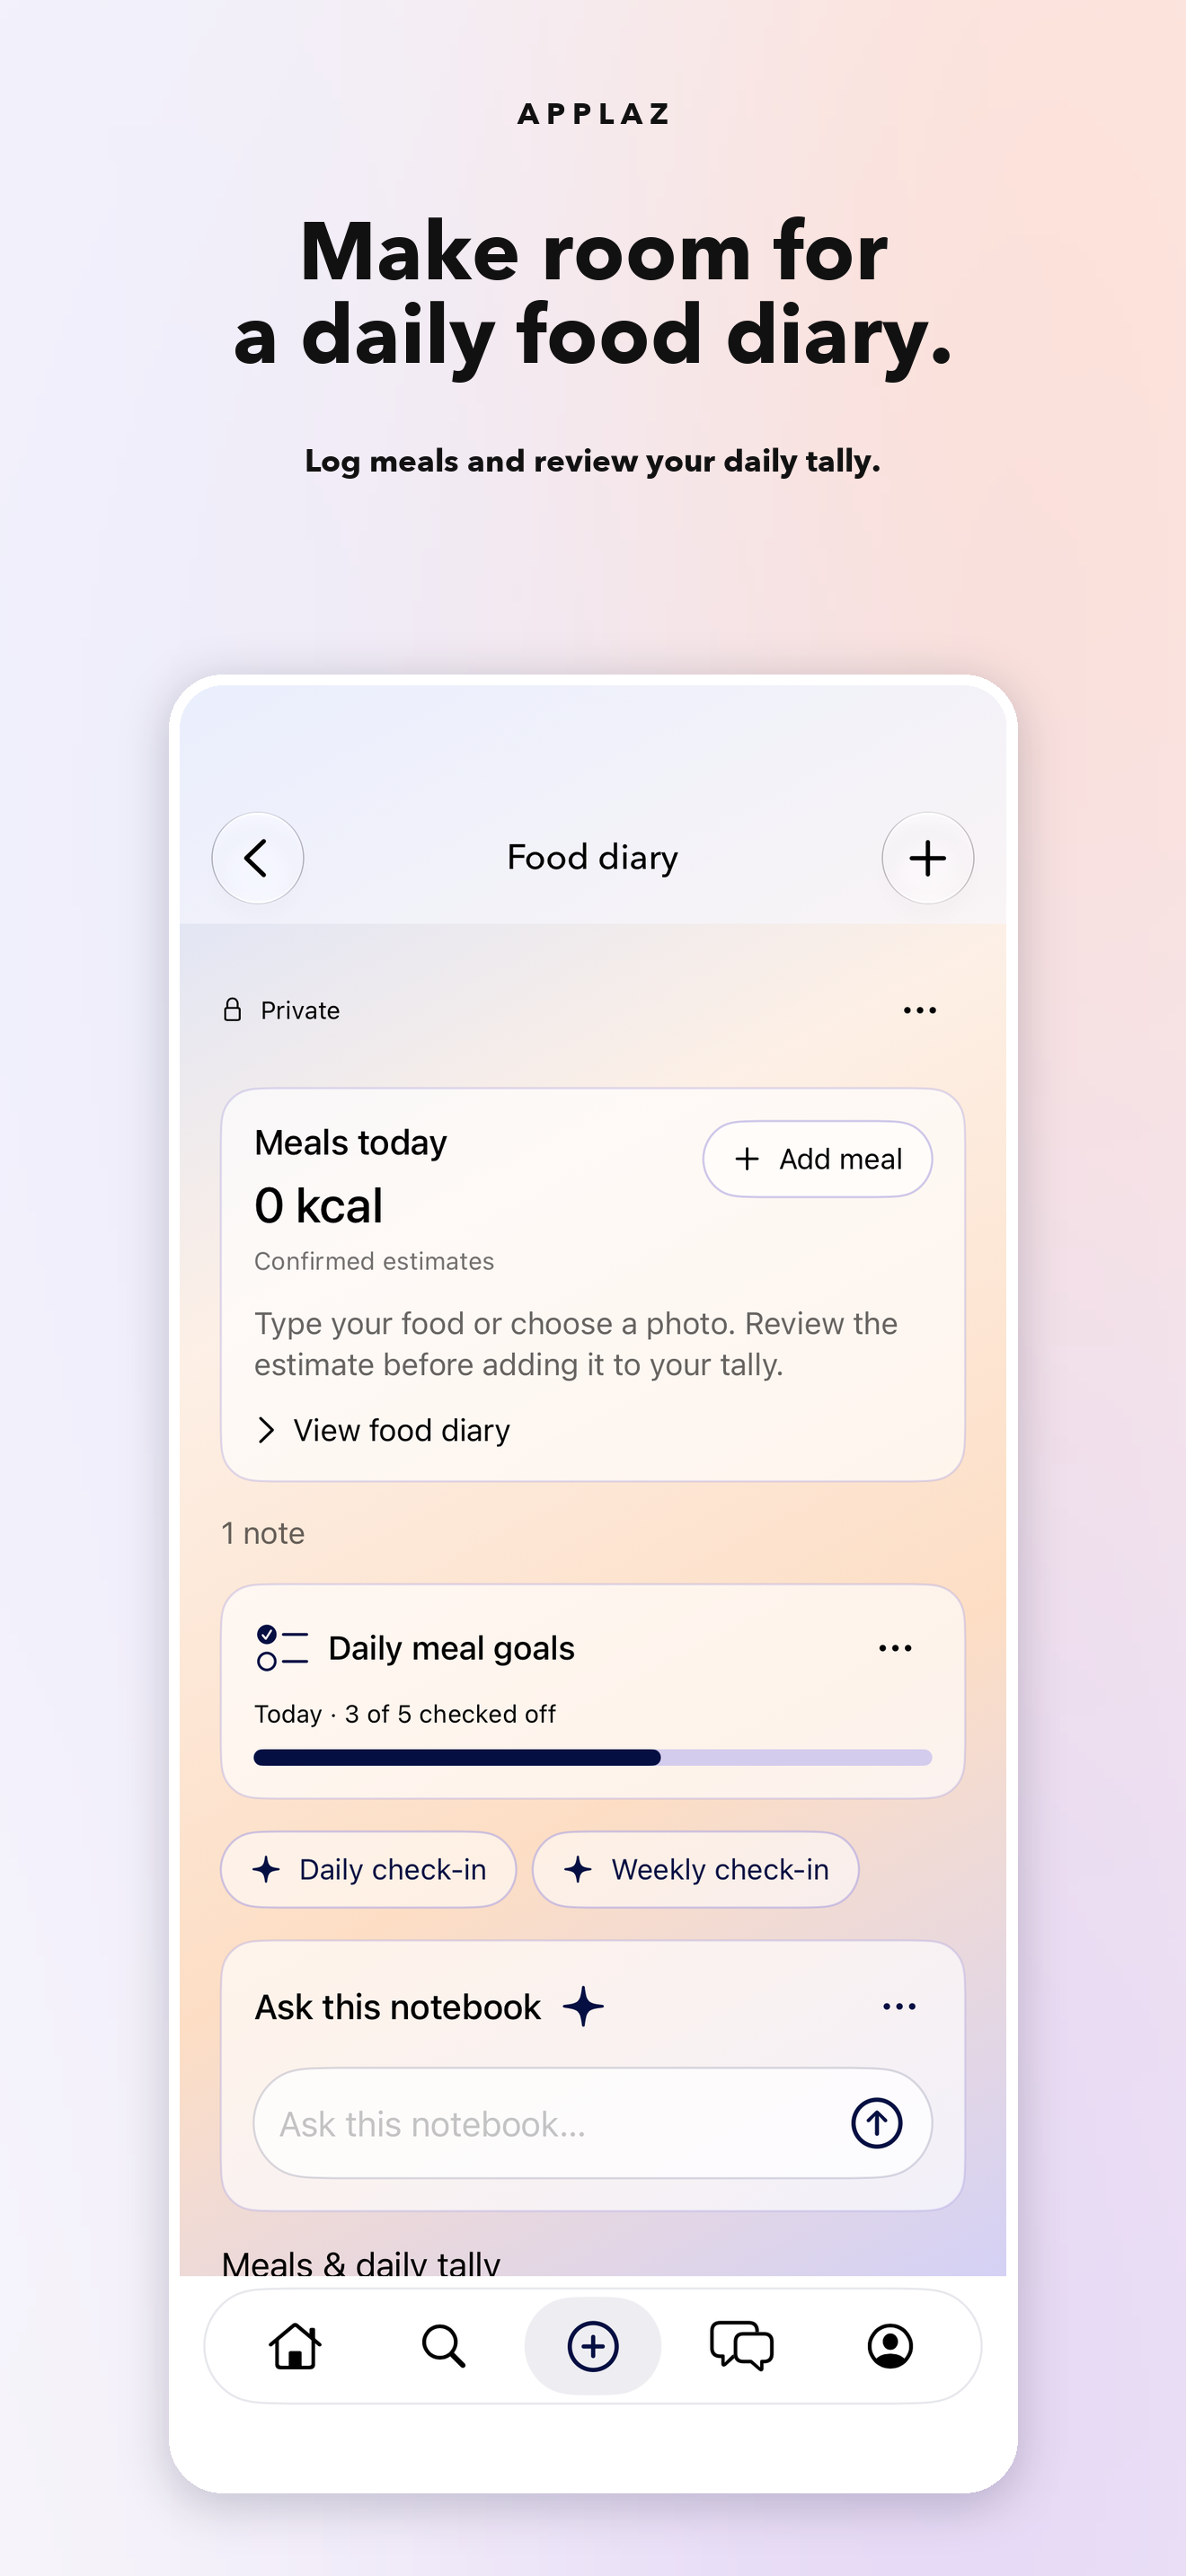 APPLAZ
Make room for
a daily food diary.
Log meals and review your daily tally.
Food diary
Private
Meals today
+ Add meal
0 kcal
Confirmed estimates
Type your food or choose a photo. Review the
estimate before adding it to your tally.
View food diary
1 note
Daily meal goals
Today · 3 of 5 checked off
Daily check-in
Weekly check-in
Ask this notebook
Ask this notebook...
Meals & daily tally